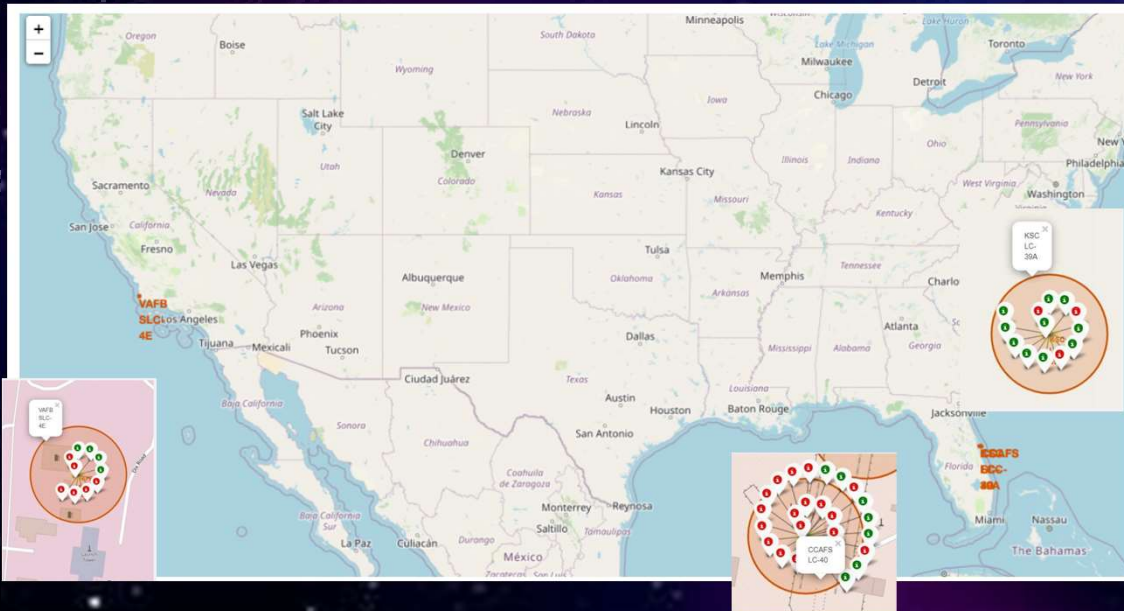 +
−
Oregon
Boise
South Dakota
Minneapolis
Wyoming
Lake Michigan
Lake Huron
Toronto
Milwaukee
Detroit
New York
Chicago
Iowa
Salt Lake
City
Nebraska
Lincoln
Pennsylvania
Denver
Utah
Illinois
Indiana
Ohio
Philadelphia
Sacramento
Nevada
Colorado
Kansas
Kansas City
Missouri
West Virginia
Washington
San Jose
California
Fresno
Kentucky
KSC
LC-
39A
Las Vegas
Tulsa
Albuquerque
New Mexico
Oklahoma
Memphis
Tennessee
Charlo
VAFB
SLC-
4E
Los Angeles
Arizona
Arkansas
Phoenix
Tucson
Tijuana
Mexicali
Dallas
Atlanta
Georgia
Mississippi
Alabama
Ciudad Juárez
Texas
Louisiana
VAFB
SLC-
4E
Baja California
Sonora
Austin
Houston
Baton Rouge
Jacksonville
San Antonio
Chihuahua
Florida
CCAFS
Coahuila
de Zaragoza
Monterrey
Reynosa
Baja California
Sur
Saltillo
Tamaulipas
Miami
Nassau
La Paz
Culiacán
Durango
México
The Bahamas
CCAFS
LC-40